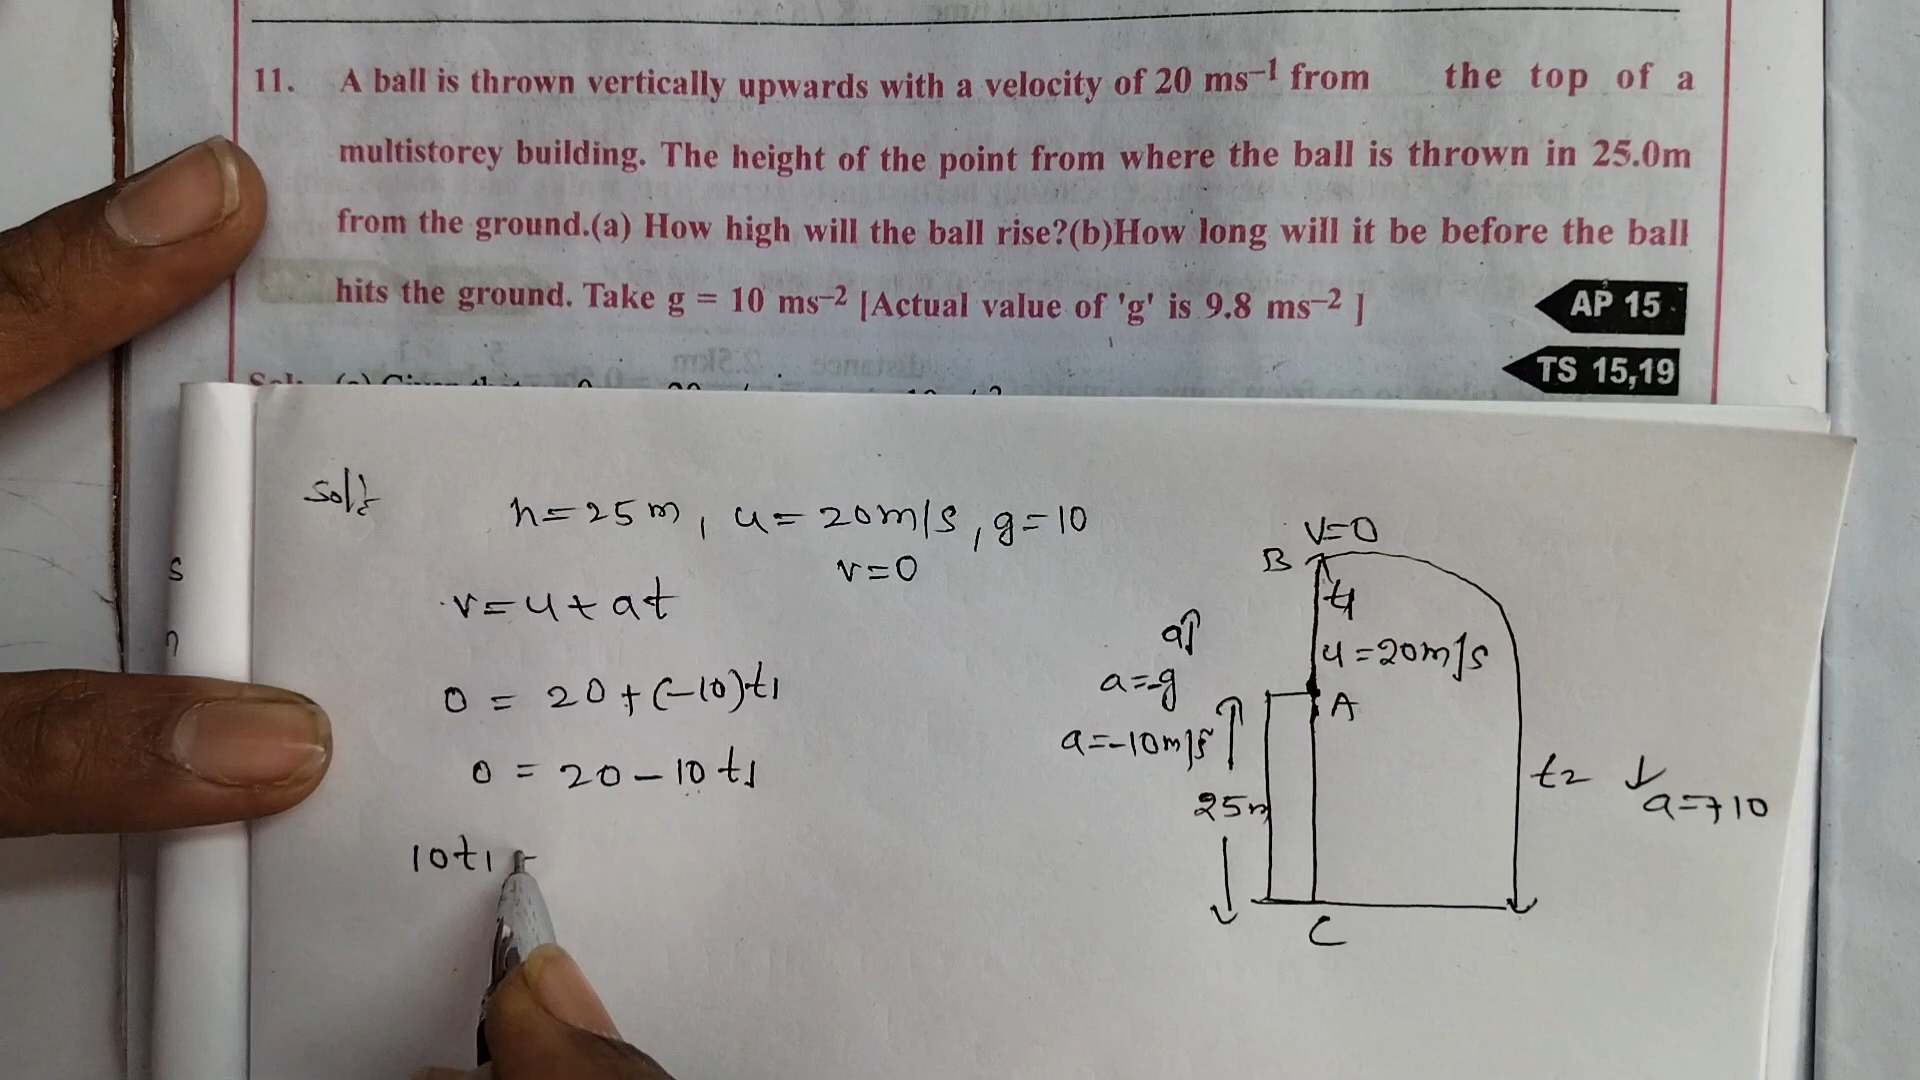 11. A ball is thrown vertically upwards with a velocity of 20 ms⁻¹ from the top of a
multistorey building. The height of the point from where the ball is thrown in 25.0m
from the ground.(a) How high will the ball rise?(b)How long will it be before the ball
hits the ground. Take g = 10 ms⁻² [Actual value of 'g' is 9.8 ms⁻² ]
AP 15
TS 15,19
h=25m, u=20m/s, g=10
v=0
v=u+at
0 = 20+(-10)t1
0 = 20-10t1
10t1
V=0
B
t1
u=20m/s
A
a=-g
25m
t2
a=+10
C